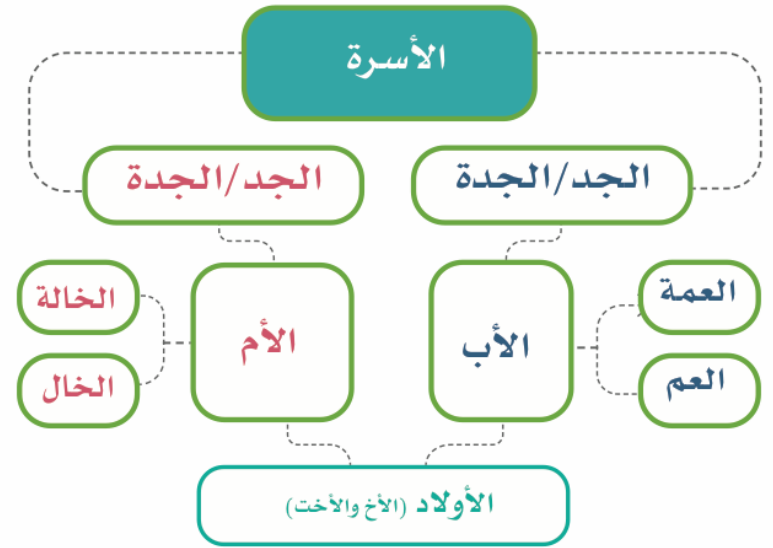 الأسرة
الجد/الجدة
الجد/الجدة
العمة
العم
الأب
الأم
الخالة
الخال
الأولاد (الأخ والأخت)